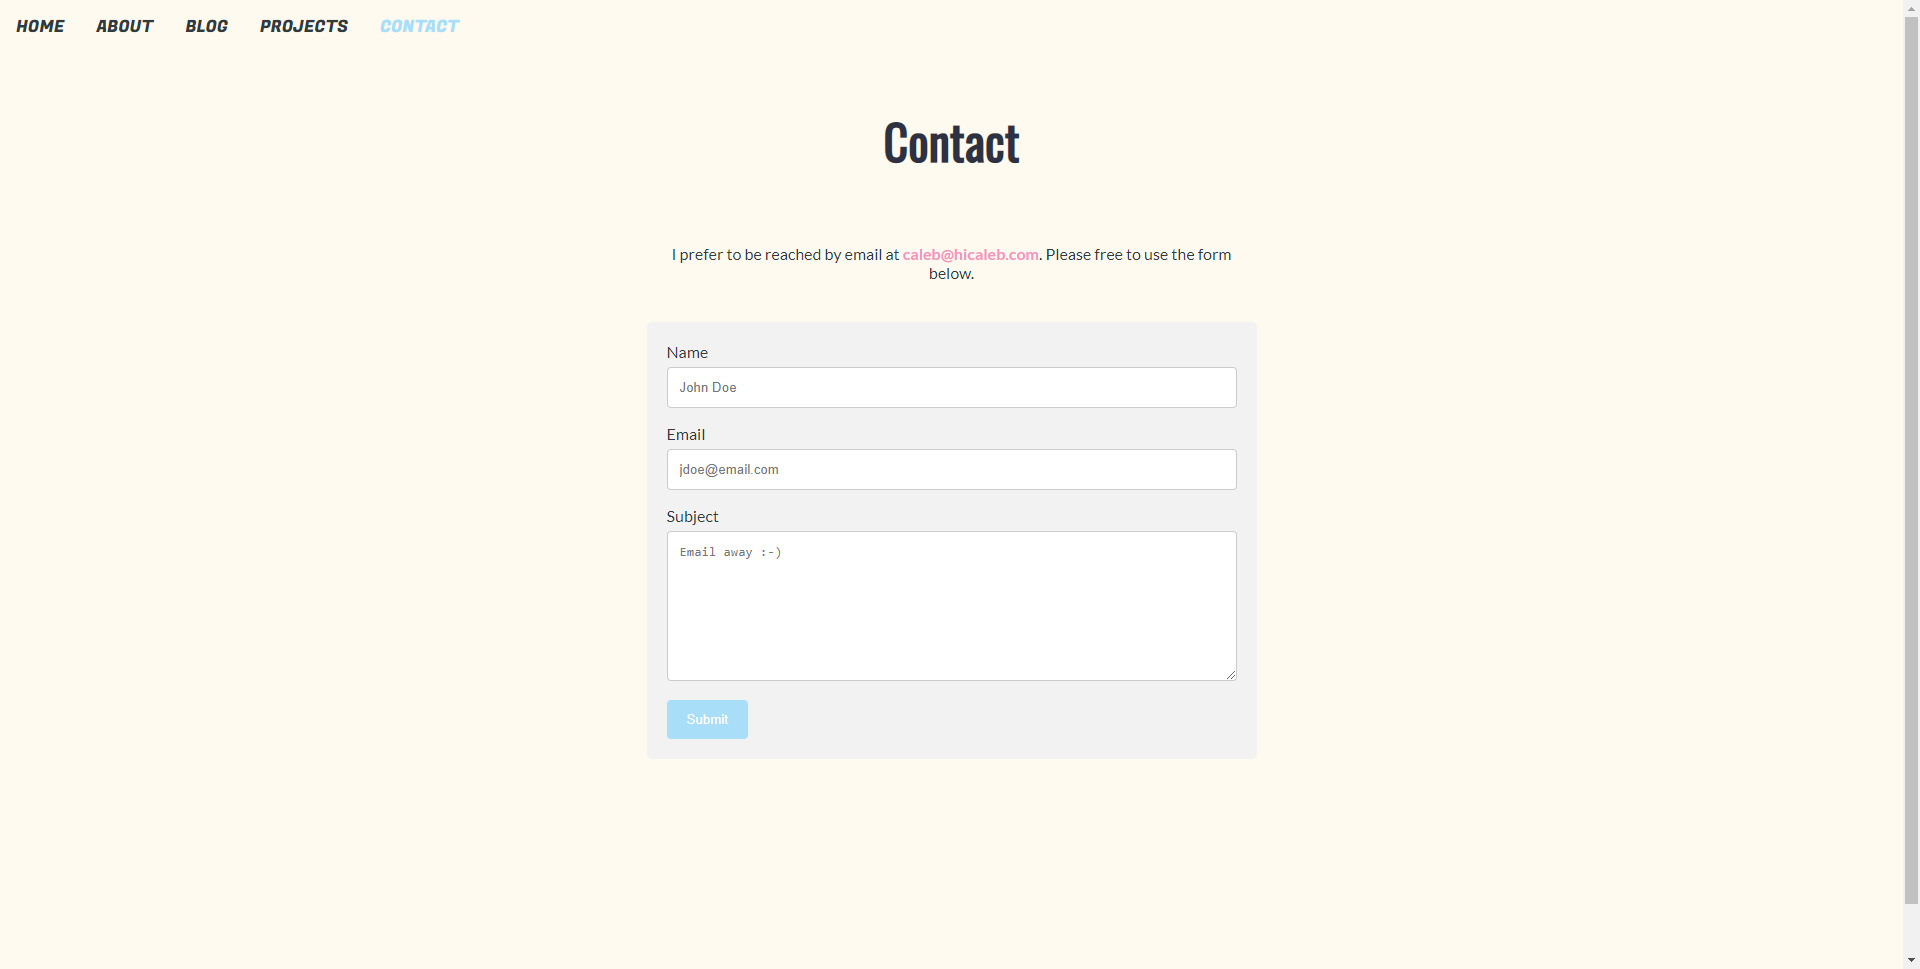 HOME ABOUT BLOG PROJECTS CONTACT
Contact
I prefer to be reached by email at caleb@hicaleb.com. Please free to use the form
below.
Name
John Doe
Email
jdoe@email.com
Subject
Email away :-)
Submit